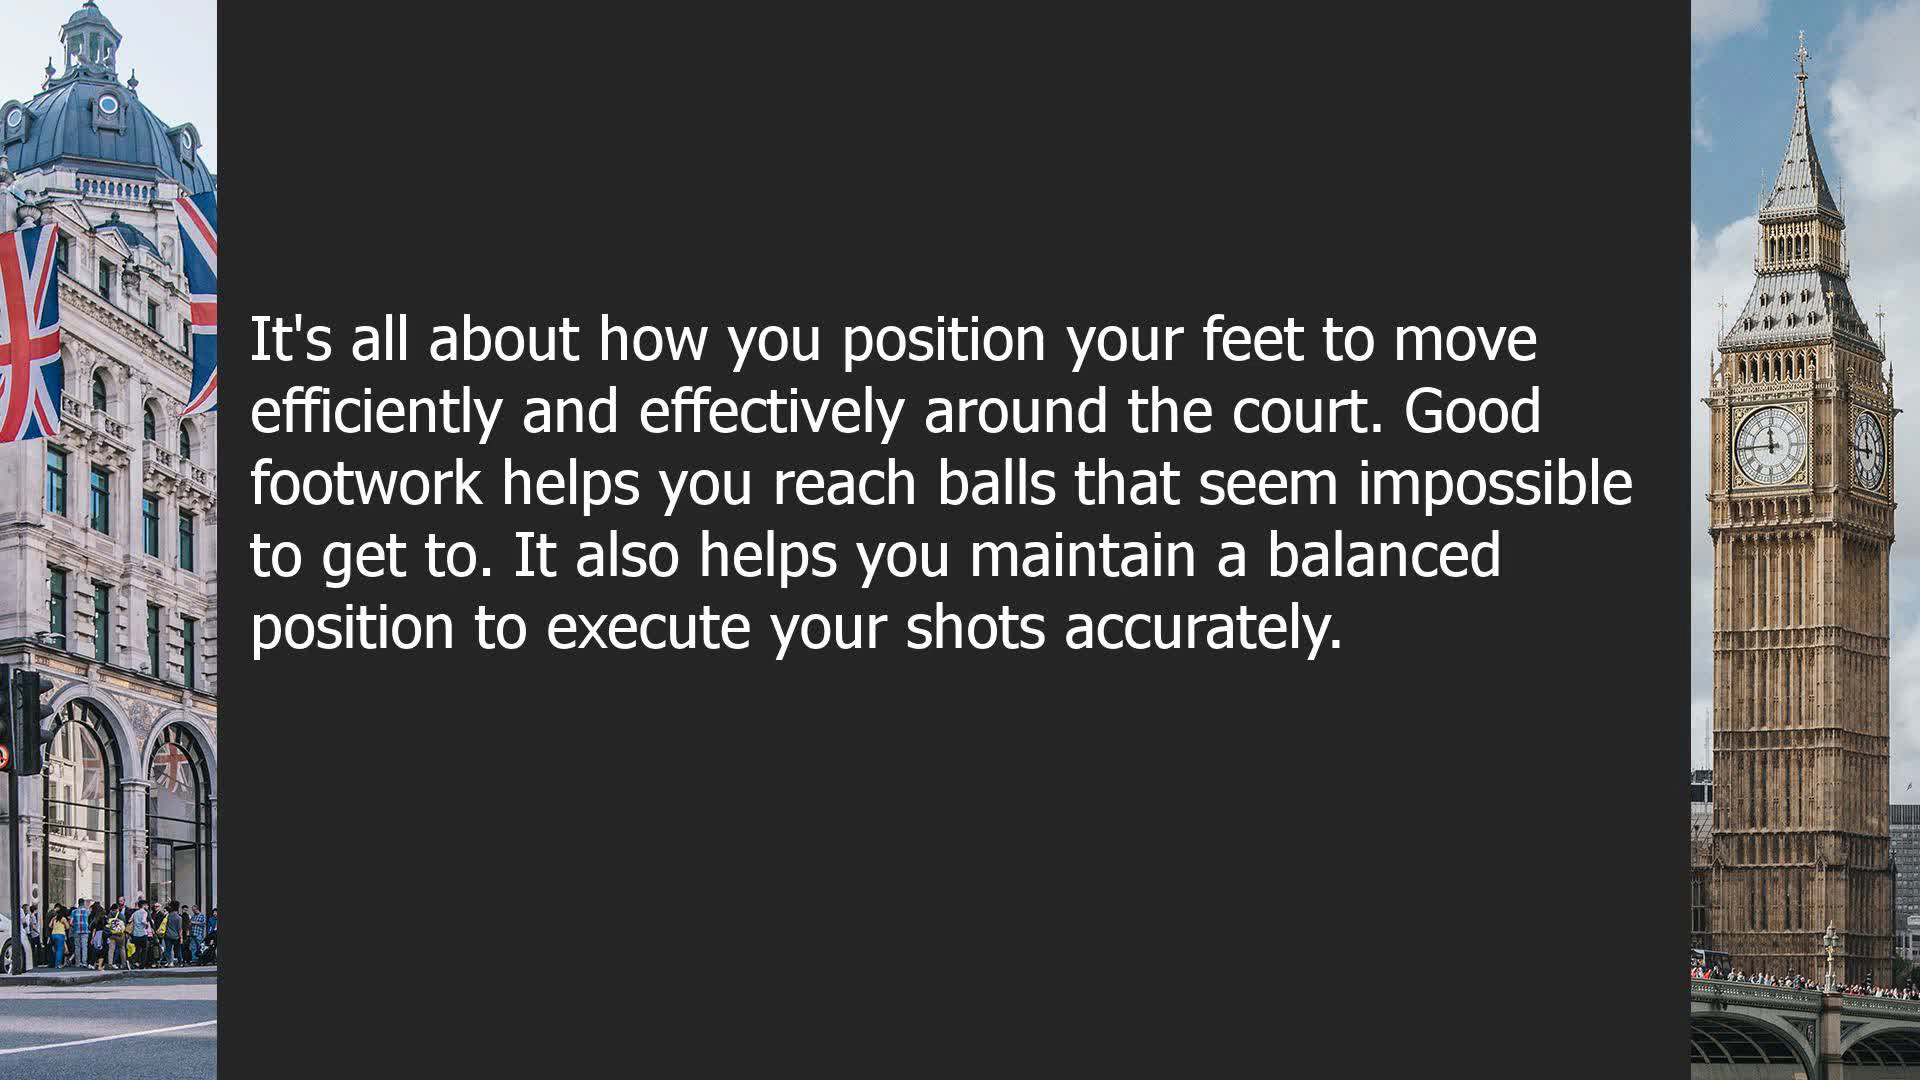 It's all about how you position your feet to move
efficiently and effectively around the court. Good
footwork helps you reach balls that seem impossible
to get to. It also helps you maintain a balanced
position to execute your shots accurately.